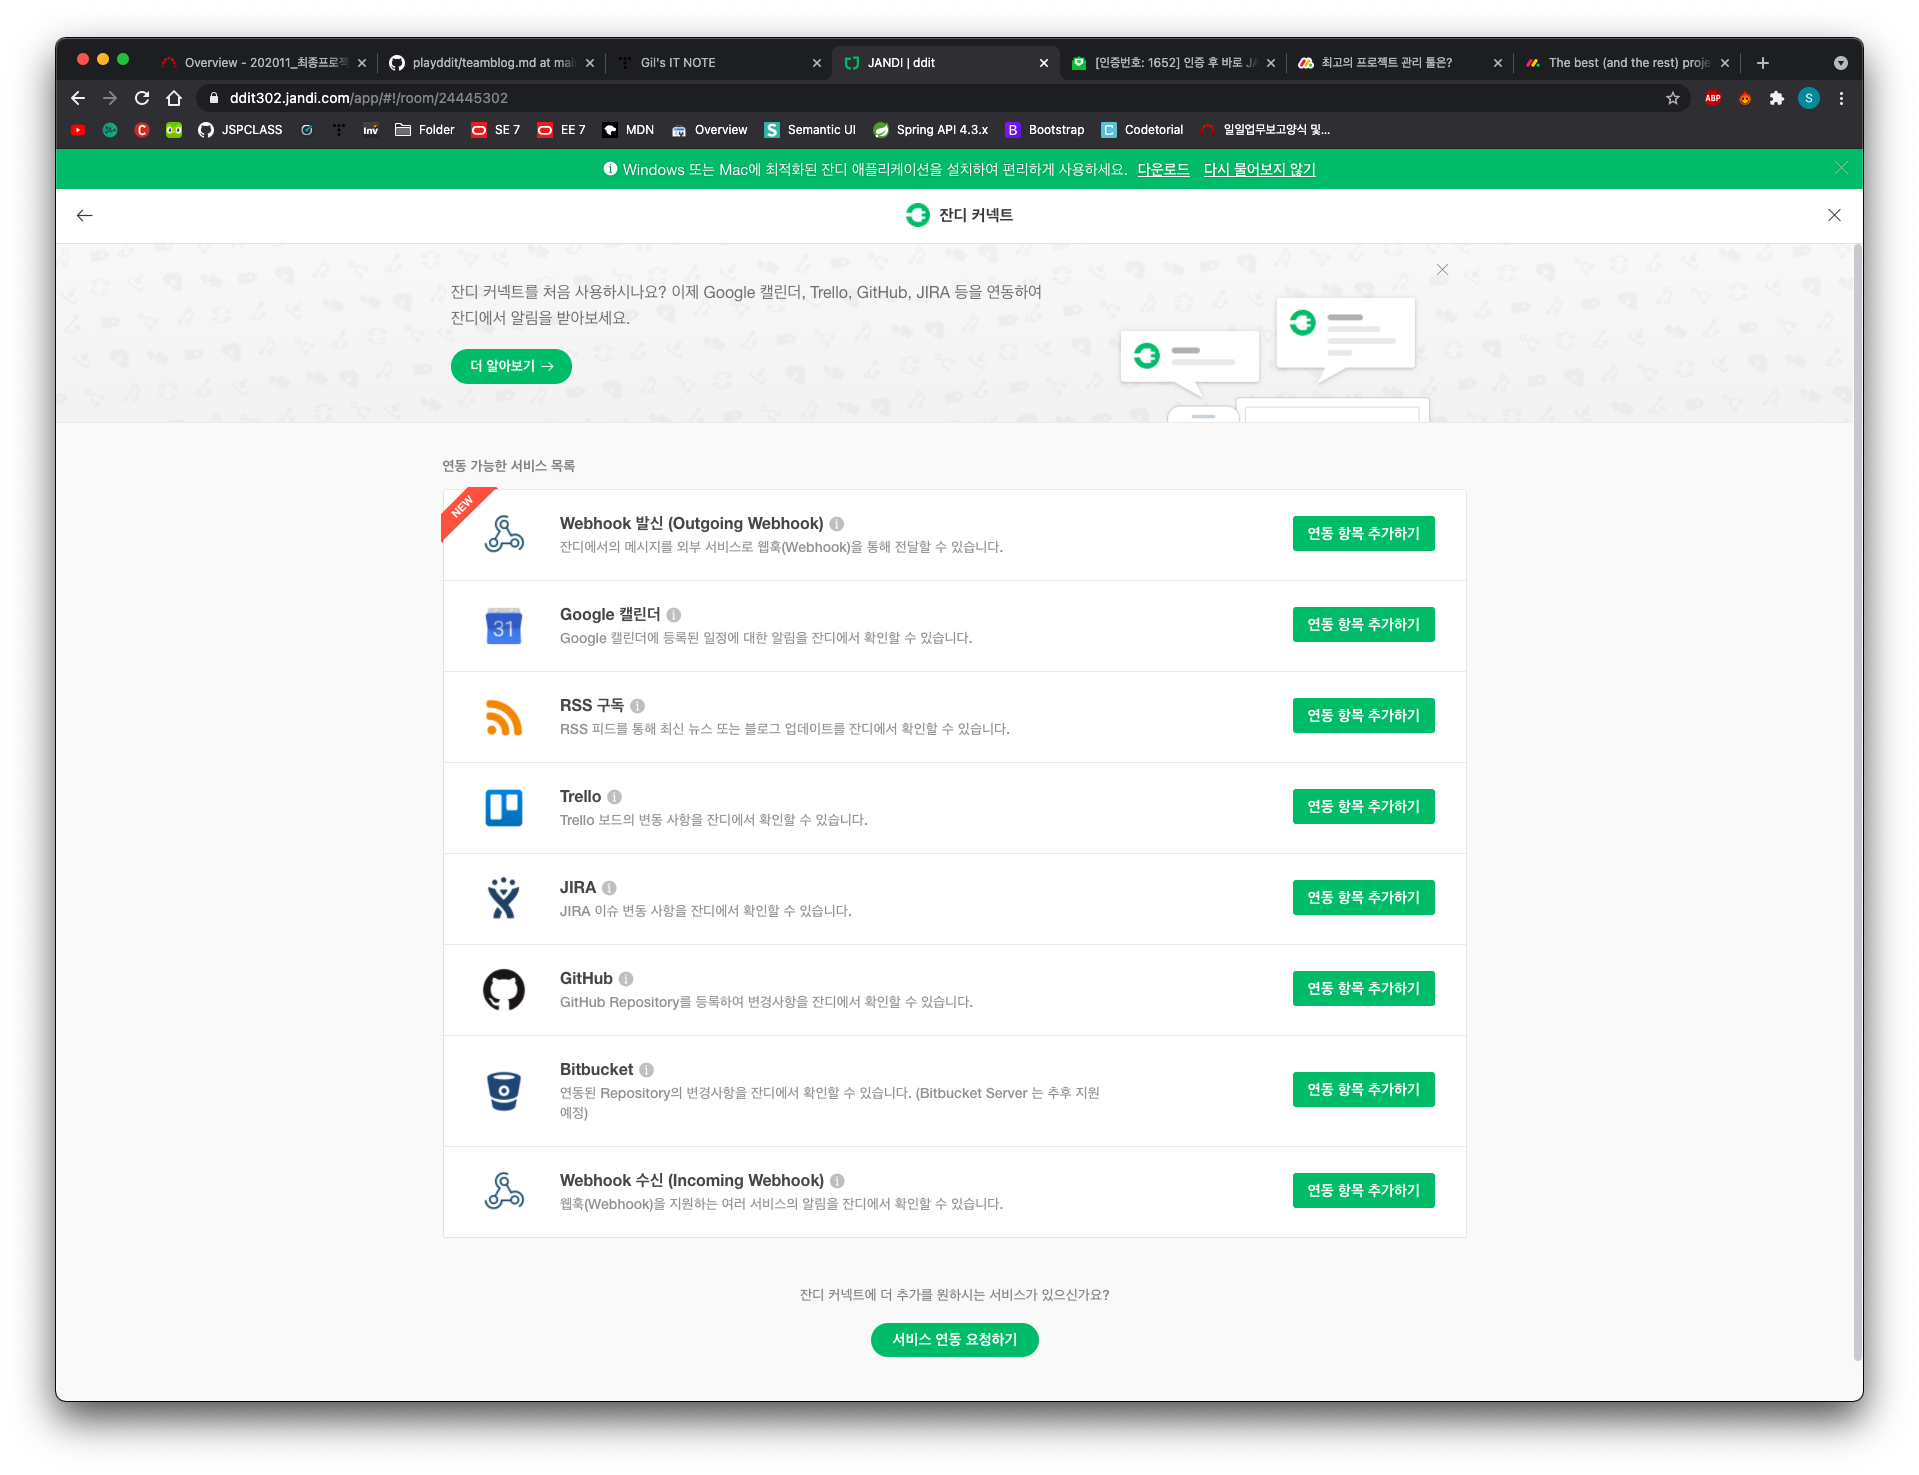 Overview - 202011_최종프로젝
playddit/teamblog.md at mai
Gil's IT NOTE
JANDI | ddit
[인증번호: 1652] 인증 후 바로 JA
최고의 프로젝트 관리 툴은?
The best (and the rest) proje
ddit302.jandi.com/app/#!/room/24445302
ABP
S
JSPCLASS
Inv
Folder
SE 7
EE 7
MDN
Overview
Semantic UI
Spring API 4.3.x
Bootstrap
Codetorial
일일업무보고양식 및...
Windows 또는 Mac에 최적화된 잔디 애플리케이션을 설치하여 편리하게 사용하세요. 다운로드 다시 물어보지 않기
잔디 커넥트
잔디 커넥트를 처음 사용하시나요? 이제 Google 캘린더, Trello, GitHub, JIRA 등을 연동하여
잔디에서 알림을 받아보세요.
더 알아보기 →
연동 가능한 서비스 목록
NEW
Webhook 발신 (Outgoing Webhook)
잔디에서의 메시지를 외부 서비스로 웹훅(Webhook)을 통해 전달할 수 있습니다.
연동 항목 추가하기
31
Google 캘린더
Google 캘린더에 등록된 일정에 대한 알림을 잔디에서 확인할 수 있습니다.
연동 항목 추가하기
RSS 구독
RSS 피드를 통해 최신 뉴스 또는 블로그 업데이트를 잔디에서 확인할 수 있습니다.
연동 항목 추가하기
Trello
Trello 보드의 변동 사항을 잔디에서 확인할 수 있습니다.
연동 항목 추가하기
JIRA
JIRA 이슈 변동 사항을 잔디에서 확인할 수 있습니다.
연동 항목 추가하기
GitHub
GitHub Repository를 등록하여 변경사항을 잔디에서 확인할 수 있습니다.
연동 항목 추가하기
Bitbucket
연동된 Repository의 변경사항을 잔디에서 확인할 수 있습니다. (Bitbucket Server 는 추후 지원
예정)
연동 항목 추가하기
Webhook 수신 (Incoming Webhook)
웹훅(Webhook)을 지원하는 여러 서비스의 알림을 잔디에서 확인할 수 있습니다.
연동 항목 추가하기
잔디 커넥트에 더 추가를 원하시는 서비스가 있으신가요?
서비스 연동 요청하기